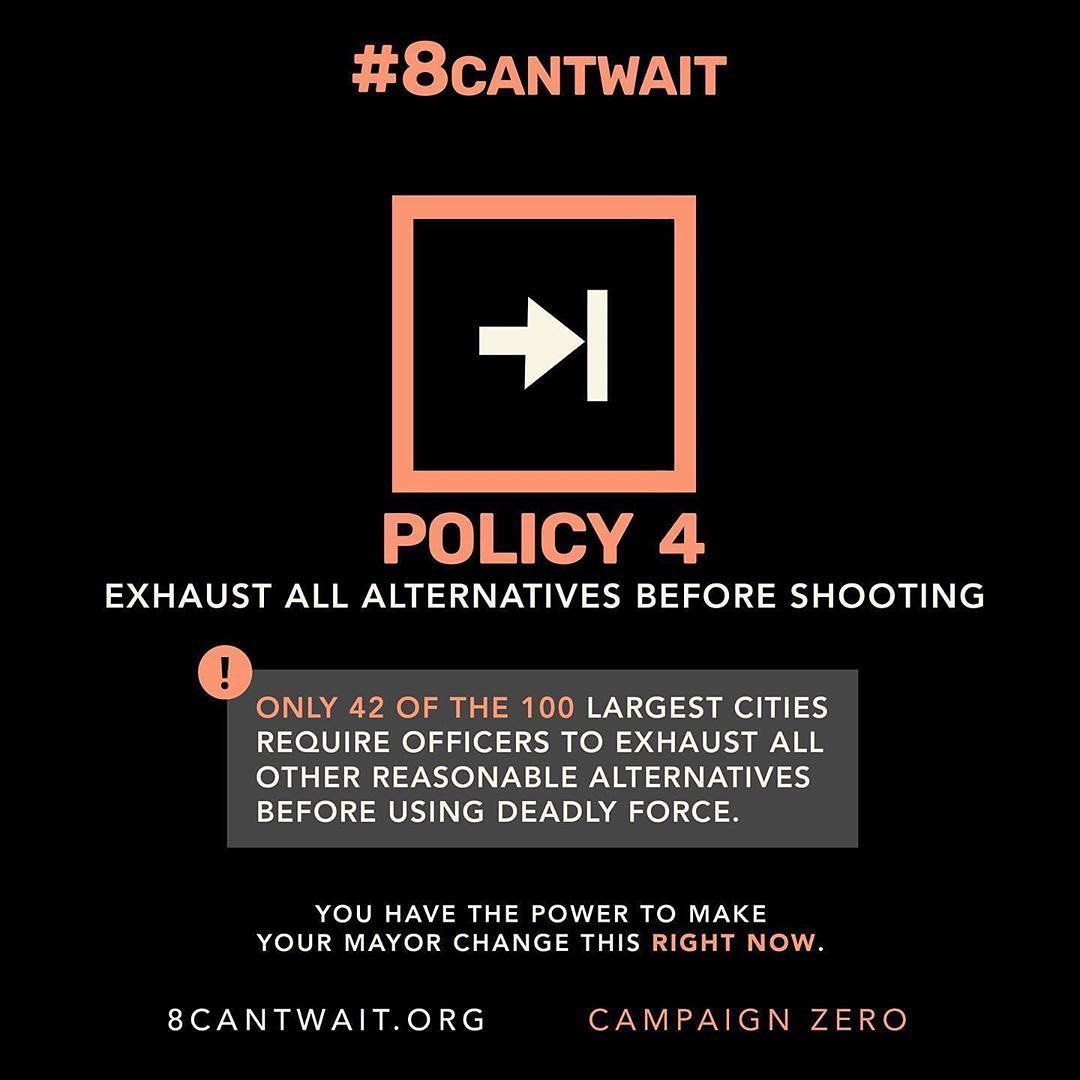 #8CANTWAIT
POLICY 4
EXHAUST ALL ALTERNATIVES BEFORE SHOOTING
!
ONLY 42 OF THE 100 LARGEST CITIES
REQUIRE OFFICERS TO EXHAUST ALL
OTHER REASONABLE ALTERNATIVES
BEFORE USING DEADLY FORCE.
YOU HAVE THE POWER TO MAKE
YOUR MAYOR CHANGE THIS RIGHT NOW.
8CANTWAIT.ORG CAMPAIGN ZERO